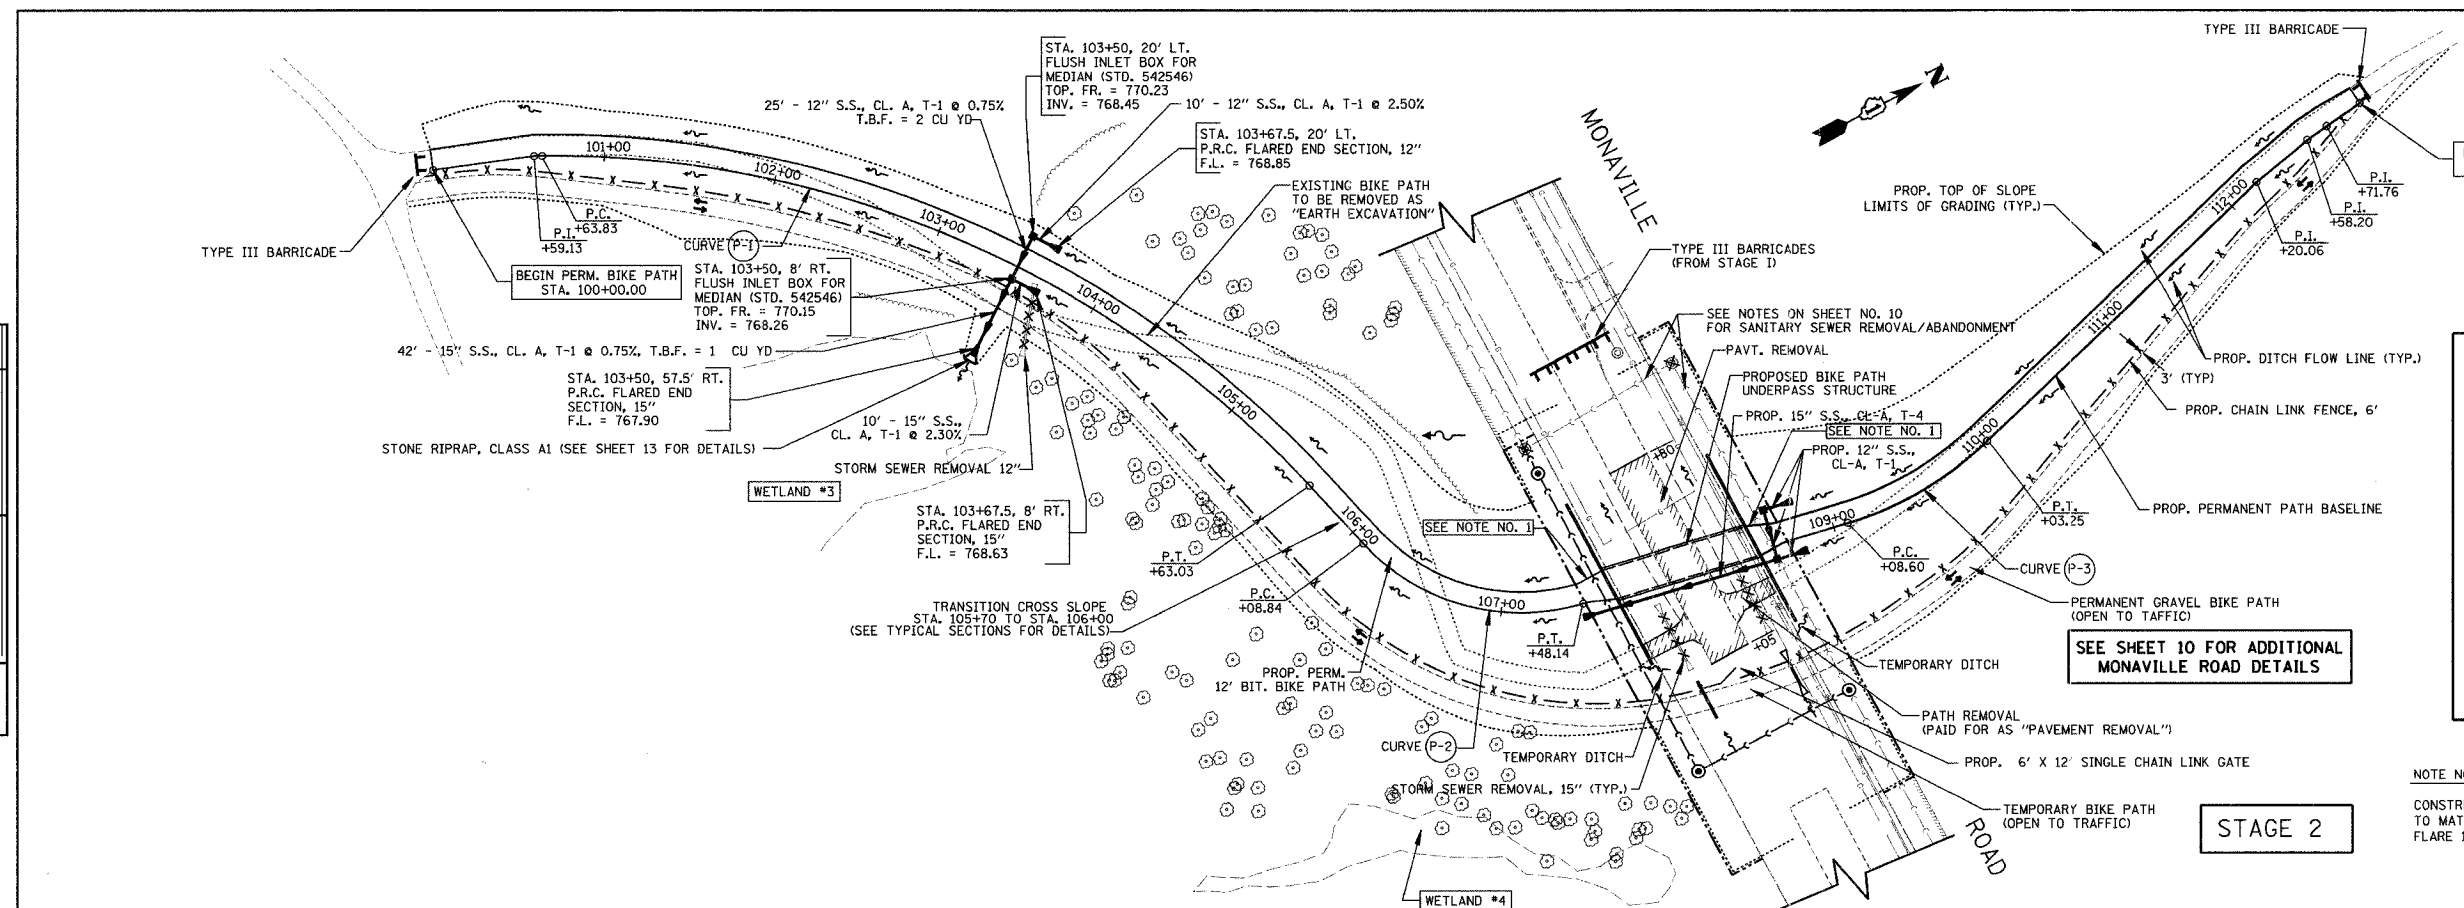 TYPE III BARRICADE
STA. 103+50, 20' LT.
FLUSH INLET BOX FOR
MEDIAN (STD. 542546)
TOP. FR. = 770.23
INV. = 768.45
25' - 12" S.S., CL. A, T-1 @ 0.75%
T.B.F. = 2 CU YD
10' - 12" S.S., CL. A, T-1 @ 2.50%
STA. 103+67.5, 20' LT.
P.R.C. FLARED END SECTION, 12"
F.L. = 768.85
EXISTING BIKE PATH
TO BE REMOVED AS
"EARTH EXCAVATION"
MONAVILLE
N
PROP. TOP OF SLOPE
LIMITS OF GRADING (TYP.)
P.I.
+71.76
P.I.
+58.20
P.I.
+20.06
101+00
102+00
103+00
104+00
105+00
106+00
107+00
109+00
110+00
111+00
112+00
P.C.
+63.83
P.I.
+59.13
CURVE P-1
TYPE III BARRICADE
BEGIN PERM. BIKE PATH
STA. 100+00.00
STA. 103+50, 8' RT.
FLUSH INLET BOX FOR
MEDIAN (STD. 542546)
TOP. FR. = 770.15
INV. = 768.26
42' - 15" S.S., CL. A, T-1 @ 0.75%, T.B.F. = 1 CU YD
STA. 103+50, 57.5' RT.
P.R.C. FLARED END
SECTION, 15"
F.L. = 767.90
10' - 15" S.S.,
CL. A, T-1 @ 2.30%
STONE RIPRAP, CLASS A1 (SEE SHEET 13 FOR DETAILS)
STORM SEWER REMOVAL 12"
WETLAND #3
STA. 103+67.5, 8' RT.
P.R.C. FLARED END
SECTION, 15"
F.L. = 768.63
TYPE III BARRICADES
(FROM STAGE I)
SEE NOTES ON SHEET NO. 10
FOR SANITARY SEWER REMOVAL/ABANDONMENT
PAVT. REMOVAL
PROPOSED BIKE PATH
UNDERPASS STRUCTURE
PROP. 15" S.S., CL-A, T-4
SEE NOTE NO. 1
PROP. 12" S.S.,
CL-A, T-1
+80
+05
SEE NOTE NO. 1
PROP. DITCH FLOW LINE (TYP.)
3' (TYP)
PROP. CHAIN LINK FENCE, 6'
PROP. PERMANENT PATH BASELINE
P.T.
+03.25
P.C.
+08.60
CURVE P-3
PERMANENT GRAVEL BIKE PATH
(OPEN TO TAFFIC)
SEE SHEET 10 FOR ADDITIONAL
MONAVILLE ROAD DETAILS
P.T.
+63.03
P.C.
+08.84
TRANSITION CROSS SLOPE
STA. 105+70 TO STA. 106+00
(SEE TYPICAL SECTIONS FOR DETAILS)
P.T.
+48.14
PROP. PERM.
12' BIT. BIKE PATH
CURVE P-2
TEMPORARY DITCH
STORM SEWER REMOVAL, 15" (TYP.)
TEMPORARY DITCH
PATH REMOVAL
(PAID FOR AS "PAVEMENT REMOVAL")
PROP. 6' X 12' SINGLE CHAIN LINK GATE
TEMPORARY BIKE PATH
(OPEN TO TRAFFIC)
ROAD
STAGE 2
WETLAND #4
NOTE N
CONSTR
TO MAT
FLARE 1